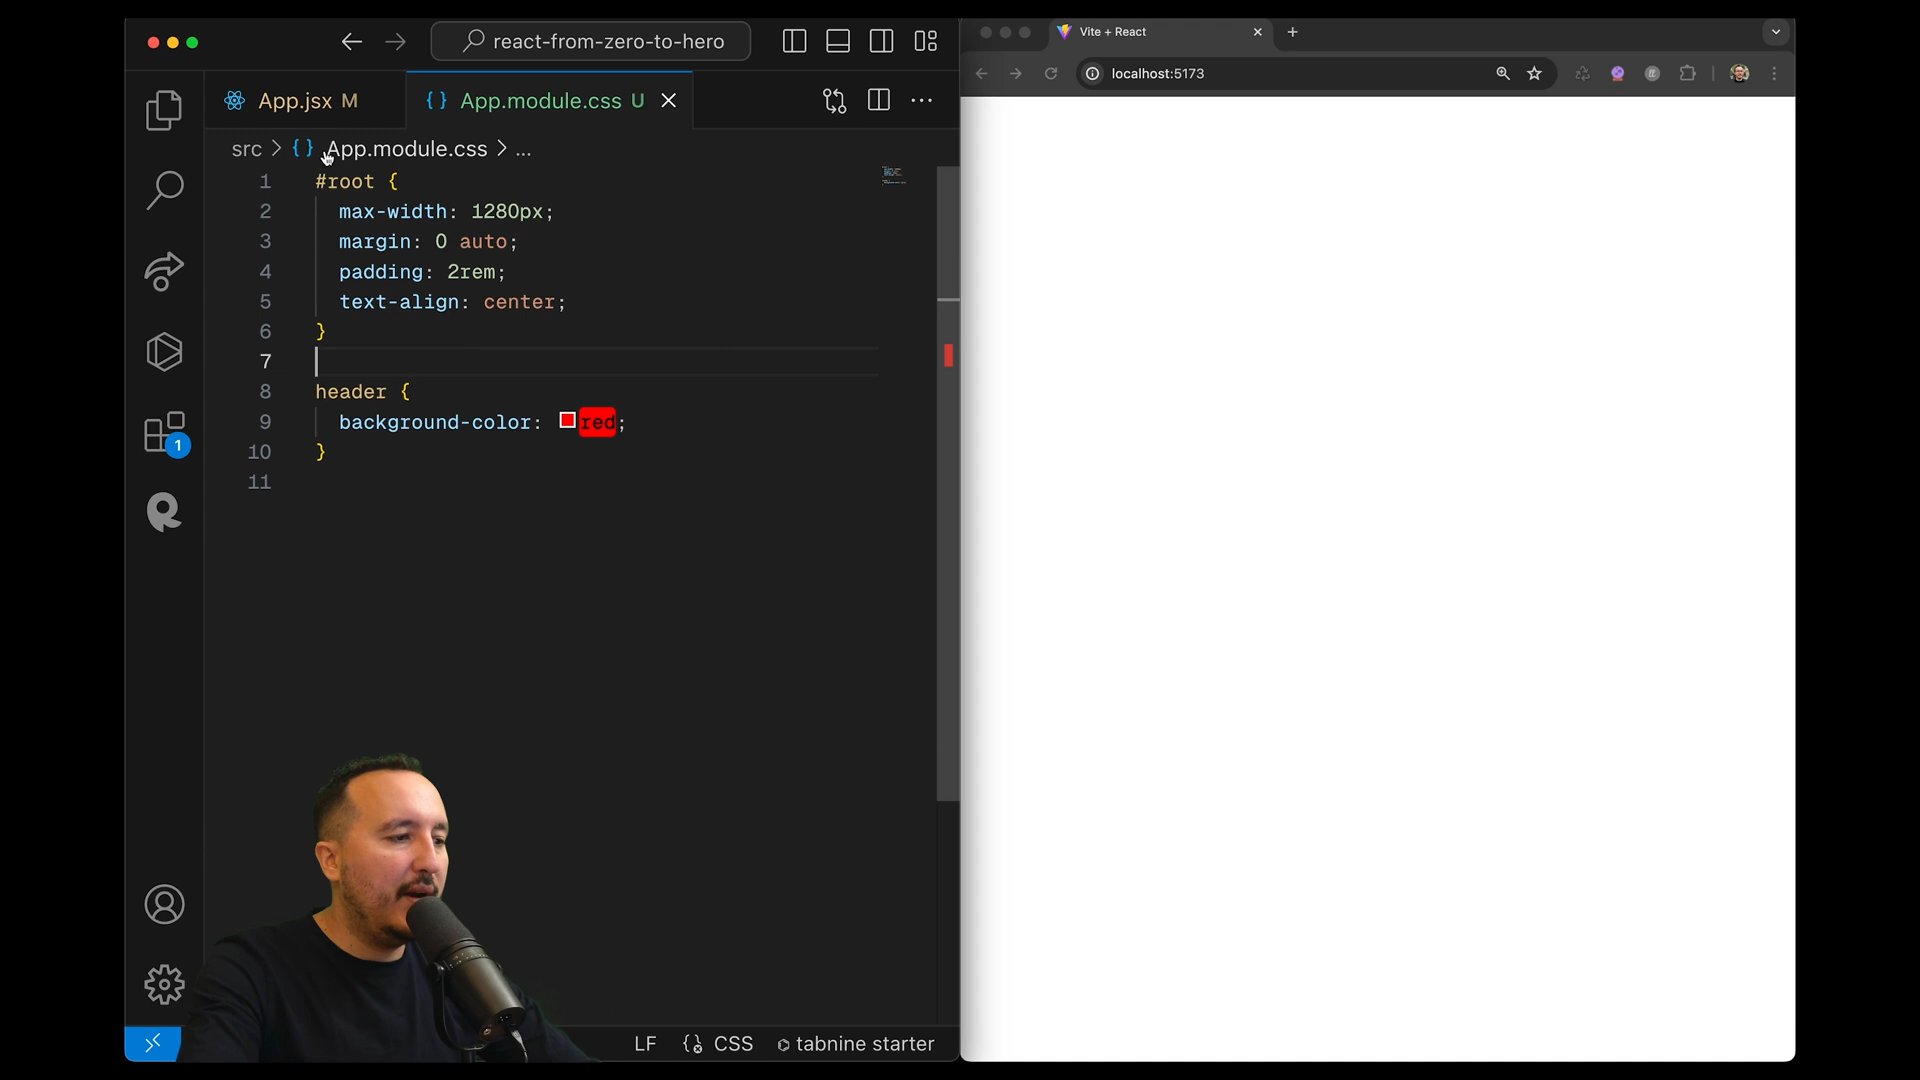 react-from-zero-to-hero
App.jsx M
App.module.css U
src > App.module.css > ...
1 #root {
2 max-width: 1280px;
3 margin: 0 auto;
4 padding: 2rem;
5 text-align: center;
6 }
7
8 header {
9 background-color: red;
10 }
11
1
LF {} CSS tabnine starter
Vite + React
localhost:5173